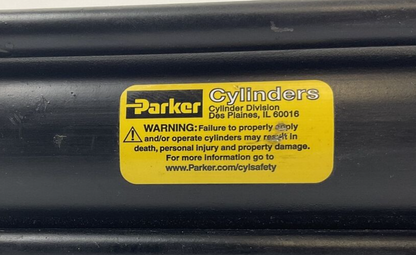 Parker Cylinders
Cylinder Division
Des Plaines, IL 60016
WARNING: Failure to properly apply
and/or operate cylinders may result in
death, personal injury and property damage.
For more information go to
www.Parker.com/cylsafety